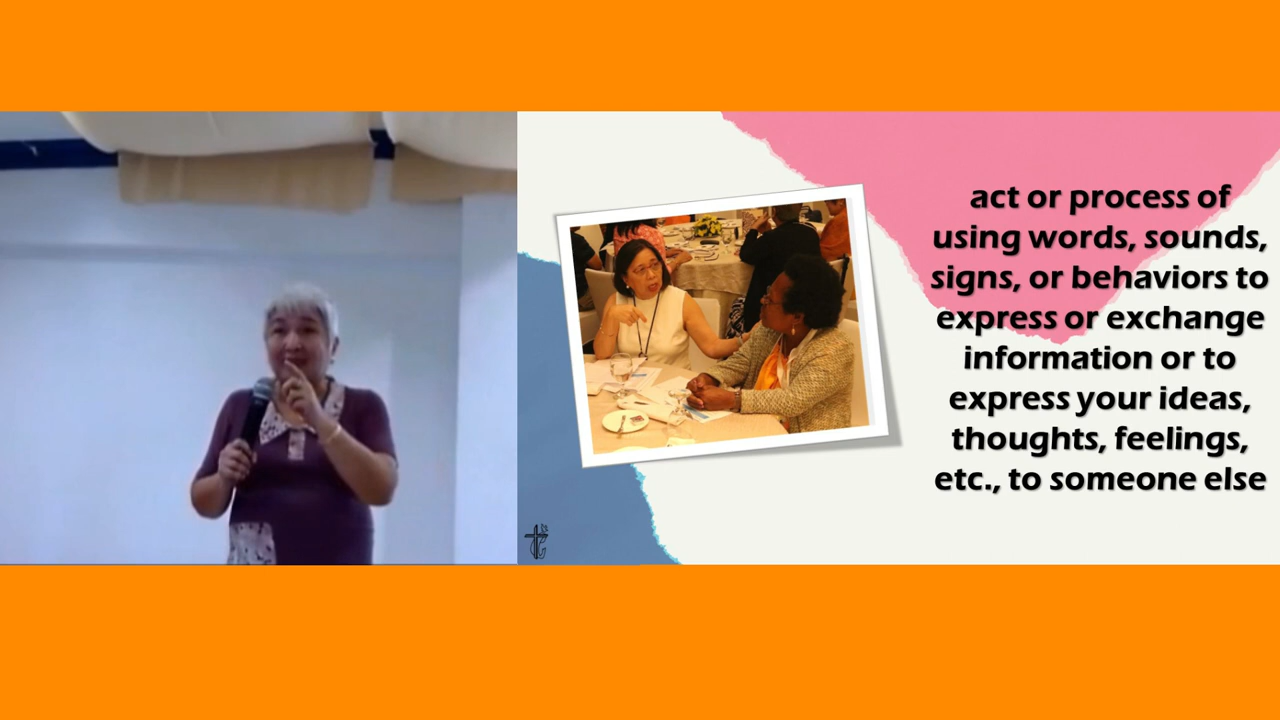 act or process of
using words, sounds,
signs, or behaviors to
express or exchange
information or to
express your ideas,
thoughts, feelings,
etc., to someone else